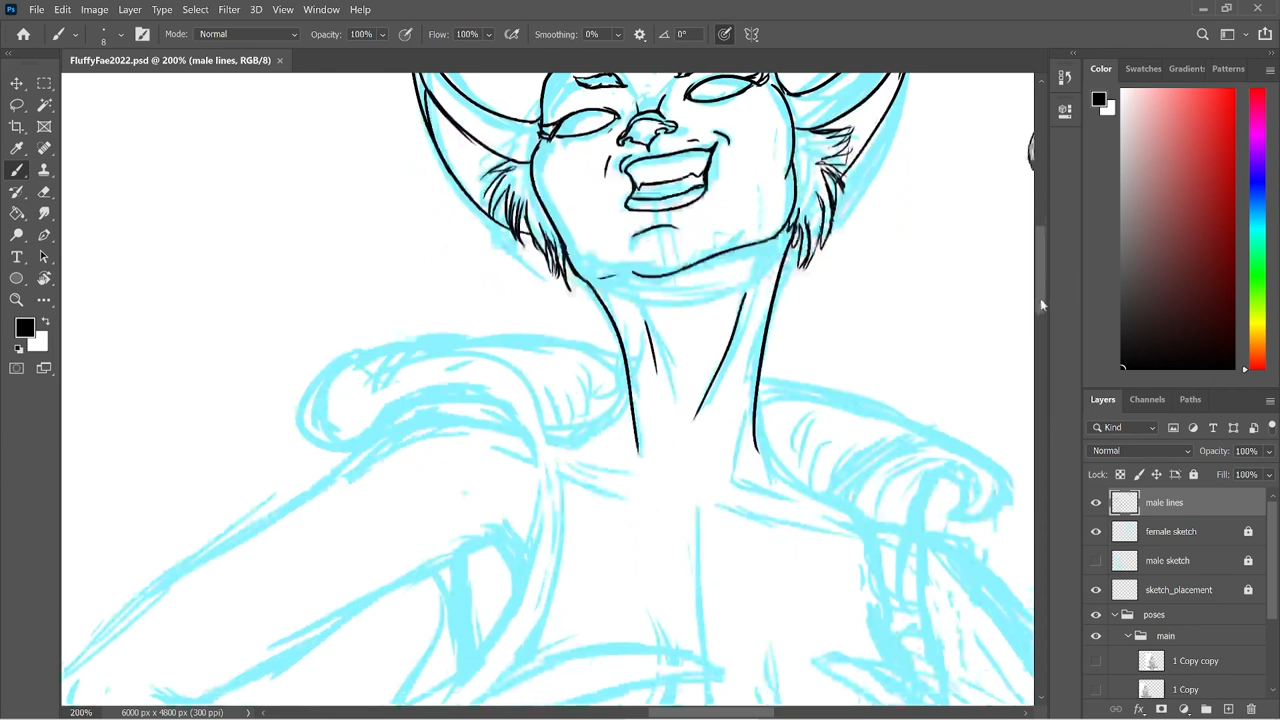 Ps File Edit Image Layer Type Select Filter 3D View Window Help
8 Mode: Normal Opacity: 100% Flow: 100% Smoothing: 0% 0°
FluffyFae2022.psd @ 200% (male lines, RGB/8)
Color Swatches Gradients Patterns
Layers Channels Paths
Kind
Normal Opacity: 100%
Lock: Fill: 100%
male lines
female sketch
male sketch
sketch_placement
poses
main
1 Copy copy
1 Copy
200% 6000 px x 4800 px (300 ppi)
fx